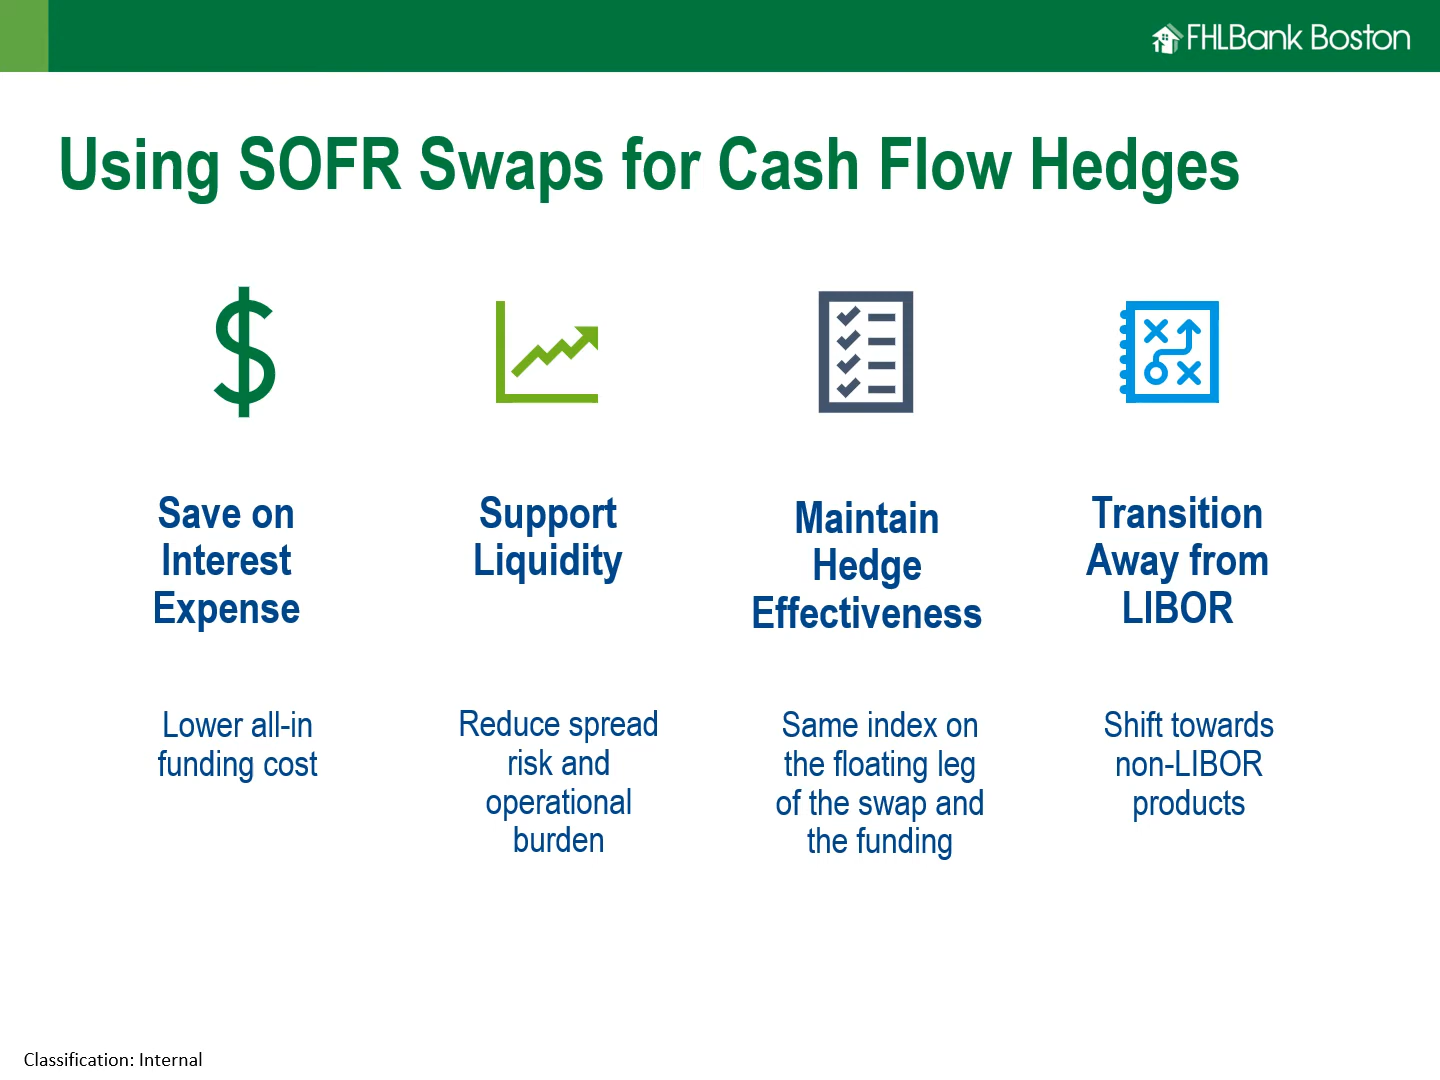 FHLBank Boston
Using SOFR Swaps for Cash Flow Hedges
Save on
Interest
Expense
Lower all-in
funding cost
Support
Liquidity
Reduce spread
risk and
operational
burden
Maintain
Hedge
Effectiveness
Same index on
the floating leg
of the swap and
the funding
Transition
Away from
LIBOR
Shift towards
non-LIBOR
products
Classification: Internal